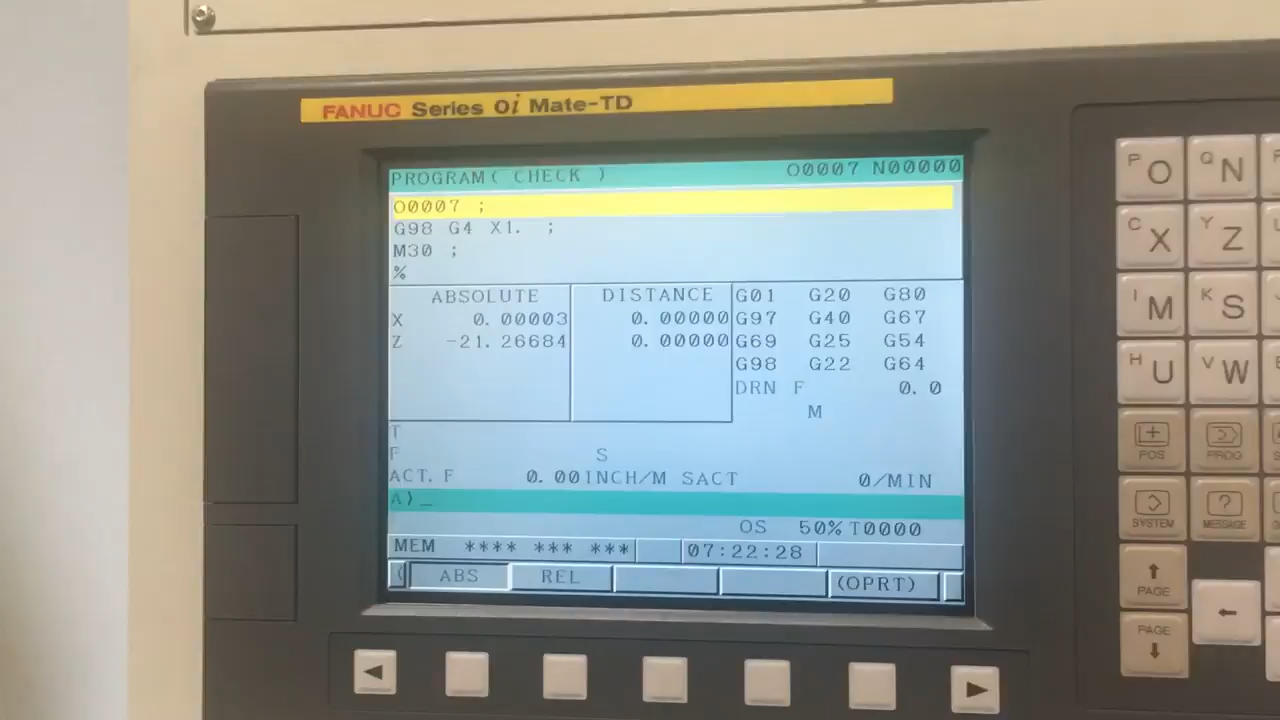 FANUC Series 0i Mate-TD
PROGRAM( CHECK ) O0007 N00000
O0007 ;
G98 G4 X1. ;
M30 ;
%
ABSOLUTE DISTANCE G01 G20 G80
X 0.00003 0.00000 G97 G40 G67
Z -21.26684 0.00000 G69 G25 G54
G98 G22 G64
DRN F 0.0
M
T
F S
ACT.F 0.00INCH/M SACT 0/MIN
A)_
OS 50% T0000
MEM **** *** *** 07:22:28
( ABS REL (OPRT)
P O Q N
C X Y Z
I M K S
H U V W
POS PROG
SYSTEM MESSAGE
↑ PAGE
←
PAGE ↓
◀ ▶